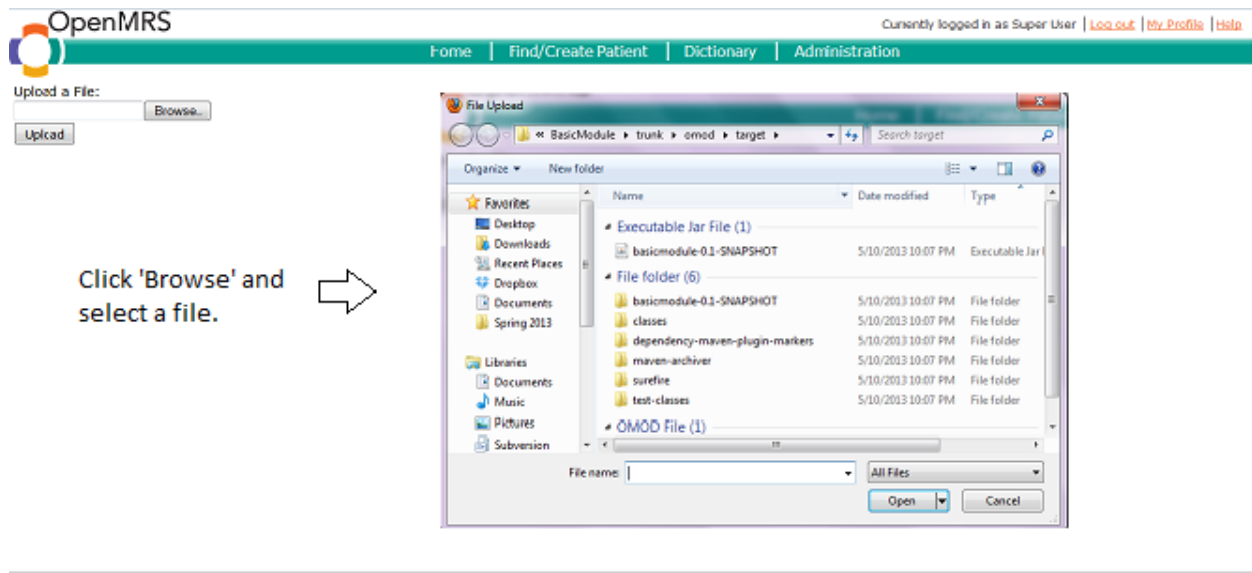 OpenMRS
Currently logged in as Super User | Log out | My Profile | Help
Home | Find/Create Patient | Dictionary | Administration
Upload a File:
Browse..
Upload
Click 'Browse' and
select a file.
File Upload
« BasicModule ▸ trunk ▸ omod ▸ target ▸
Search target
Organize
New folder
Name
Date modified
Type
Favorites
Desktop
Downloads
Recent Places
Dropbox
Documents
Spring 2013
Libraries
Documents
Music
Pictures
Subversion
Executable Jar File (1)
basicmodule-0.1-SNAPSHOT 5/10/2013 10:07 PM Executable Jar
File folder (6)
basicmodule-0.1-SNAPSHOT 5/10/2013 10:07 PM File folder
classes 5/10/2013 10:07 PM File folder
dependency-maven-plugin-markers 5/10/2013 10:07 PM File folder
maven-archiver 5/10/2013 10:07 PM File folder
surefire 5/10/2013 10:07 PM File folder
test-classes 5/10/2013 10:07 PM File folder
OMOD File (1)
File name:
All Files
Open
Cancel